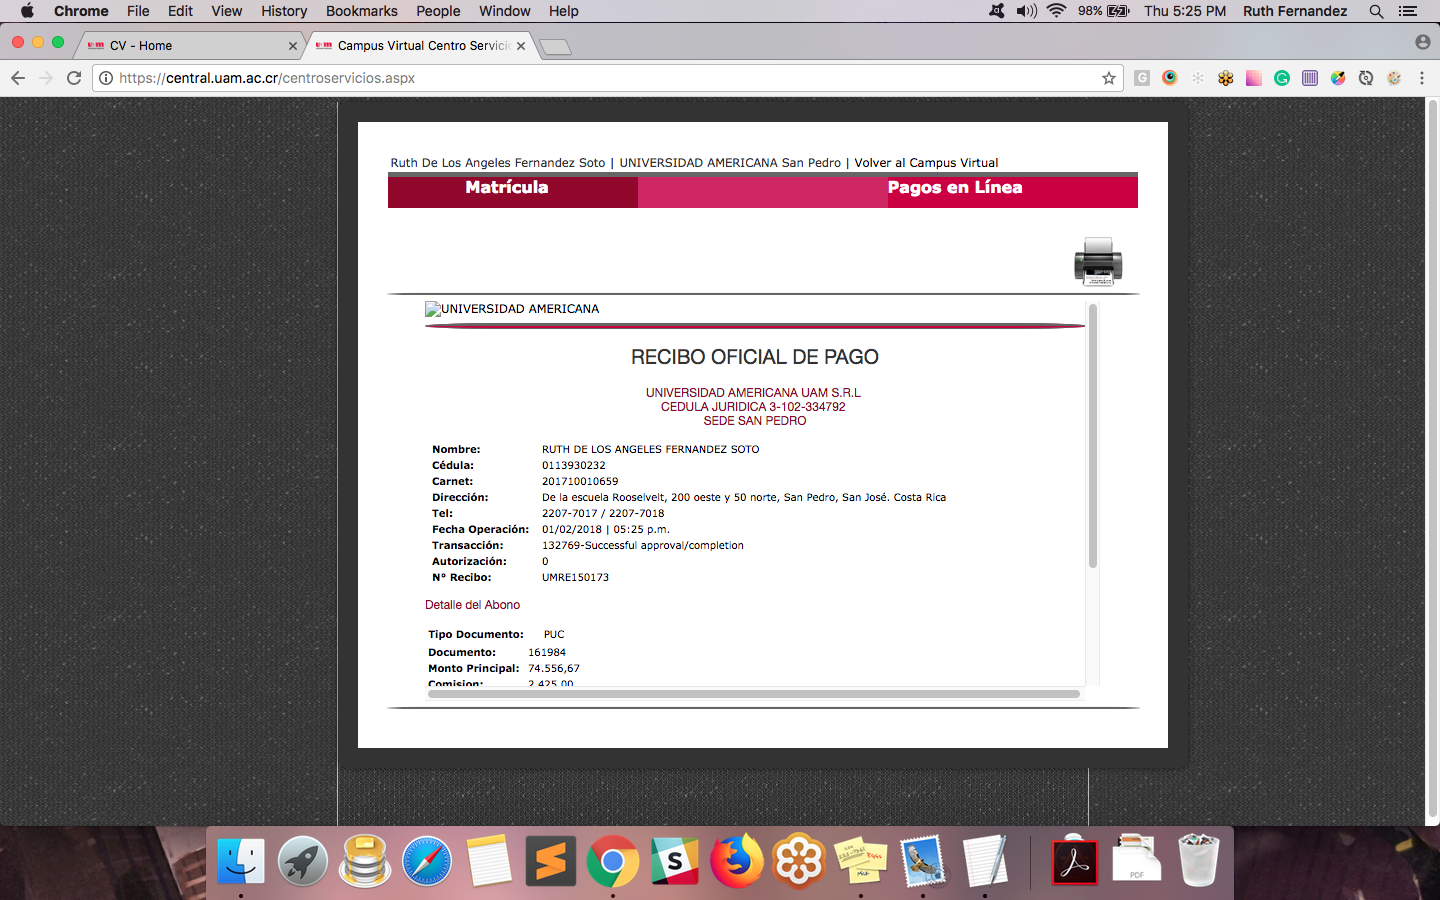 Chrome File Edit View History Bookmarks People Window Help 98% Thu 5:25 PM Ruth Fernandez
CV - Home
Campus Virtual Centro Servici
https://central.uam.ac.cr/centroservicios.aspx
Ruth De Los Angeles Fernandez Soto | UNIVERSIDAD AMERICANA San Pedro | Volver al Campus Virtual
Matrícula Pagos en Línea
UNIVERSIDAD AMERICANA
RECIBO OFICIAL DE PAGO
UNIVERSIDAD AMERICANA UAM S.R.L
CEDULA JURIDICA 3-102-334792
SEDE SAN PEDRO
Nombre: RUTH DE LOS ANGELES FERNANDEZ SOTO
Cédula: 0113930232
Carnet: 201710010659
Dirección: De la escuela Rooselvelt, 200 oeste y 50 norte, San Pedro, San José. Costa Rica
Tel: 2207-7017 / 2207-7018
Fecha Operación: 01/02/2018 | 05:25 p.m.
Transacción: 132769-Successful approval/completion
Autorización: 0
N° Recibo: UMRE150173
Detalle del Abono
Tipo Documento: PUC
Documento: 161984
Monto Principal: 74.556,67
Comision: 2.425,00
PDF